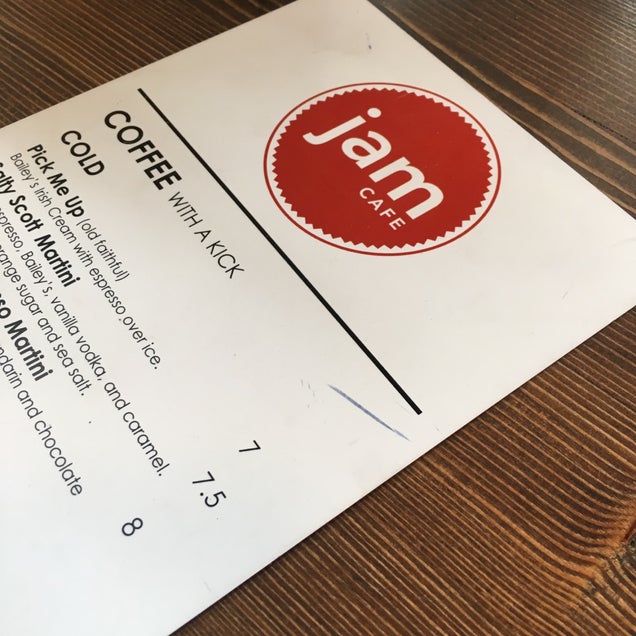 jam
CAFE
COFFEE WITH A KICK
COLD
Pick Me Up (old faithful) 7
Bailey's Irish Cream with espresso over ice.
Salty Scott Martini 7.5
espresso, Bailey's, vanilla vodka, and caramel.
orange sugar and sea salt.
Martini 8
and chocolate